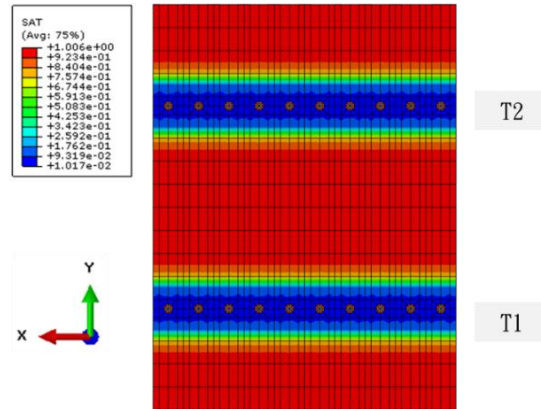 SAT
(Avg: 75%)
+1.006e+00
+9.234e-01
+8.404e-01
+7.574e-01
+6.744e-01
+5.913e-01
+5.083e-01
+4.253e-01
+3.423e-01
+2.592e-01
+1.762e-01
+9.319e-02
+1.017e-02
T2
Y
X
T1